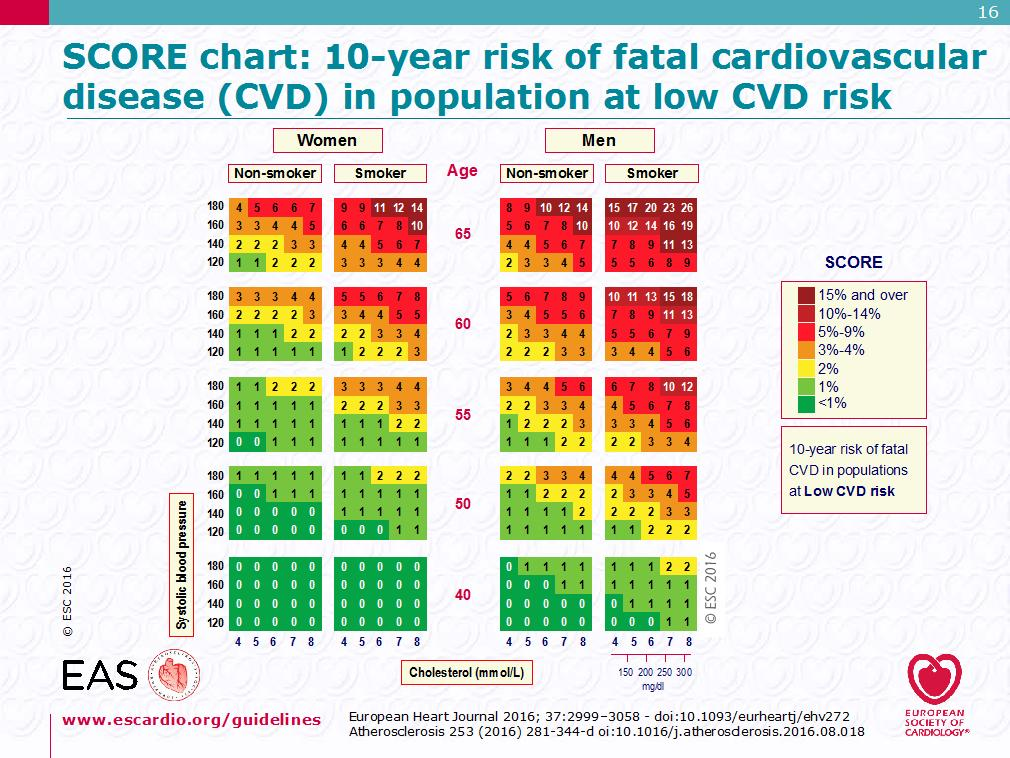 16
SCORE chart: 10-year risk of fatal cardiovascular
disease (CVD) in population at low CVD risk
Women Men
Non-smoker Smoker Age Non-smoker Smoker
180 4 5 6 6 7 9 9 11 12 14 8 9 10 12 14 15 17 20 23 26
160 3 3 4 4 5 6 6 7 8 10 5 6 7 8 10 10 12 14 16 19
65
140 2 2 2 3 3 4 4 5 6 7 4 4 5 6 7 7 8 9 11 13
120 1 1 2 2 2 3 3 3 4 4 2 3 3 4 5 5 5 6 8 9
180 3 3 3 4 4 5 5 6 7 8 5 6 7 8 9 10 11 13 15 18
160 2 2 2 2 3 3 4 4 5 5 3 4 5 5 6 7 8 9 11 13
60
140 1 1 1 2 2 2 2 3 3 4 2 3 3 4 4 5 5 6 7 9
120 1 1 1 1 1 1 2 2 2 3 2 2 2 3 3 3 4 4 5 6
180 1 1 2 2 2 3 3 3 4 4 3 4 4 5 6 6 7 8 10 12
160 1 1 1 1 1 2 2 2 3 3 2 2 3 3 4 4 5 6 7 8
55
140 1 1 1 1 1 1 1 1 2 2 1 2 2 2 3 3 3 4 5 6
120 0 0 1 1 1 1 1 1 1 1 1 1 1 2 2 2 2 3 3 4
180 1 1 1 1 1 1 1 2 2 2 2 2 3 3 4 4 4 5 6 7
160 0 0 1 1 1 1 1 1 1 1 1 1 2 2 2 2 3 3 4 5
50
140 0 0 0 0 0 1 1 1 1 1 1 1 1 1 2 2 2 2 3 3
120 0 0 0 0 0 0 0 0 1 1 1 1 1 1 1 1 1 2 2 2
180 0 0 0 0 0 0 0 0 0 0 0 1 1 1 1 1 1 1 2 2
160 0 0 0 0 0 0 0 0 0 0 0 0 0 1 1 1 1 1 1 1
40
140 0 0 0 0 0 0 0 0 0 0 0 0 0 0 0 0 1 1 1 1
120 0 0 0 0 0 0 0 0 0 0 0 0 0 0 0 0 0 0 1 1
4 5 6 7 8 4 5 6 7 8 4 5 6 7 8 4 5 6 7 8
Systolic blood pressure
Cholesterol (mmol/L)
150 200 250 300
mg/dl
SCORE
15% and over
10%-14%
5%-9%
3%-4%
2%
1%
<1%
10-year risk of fatal
CVD in populations
at Low CVD risk
© ESC 2016
© ESC 2016
EAS
www.escardio.org/guidelines
European Heart Journal 2016; 37:2999–3058 - doi:10.1093/eurheartj/ehv272
Atherosclerosis 253 (2016) 281-344-d oi:10.1016/j.atherosclerosis.2016.08.018
EUROPEAN
SOCIETY OF
CARDIOLOGY®